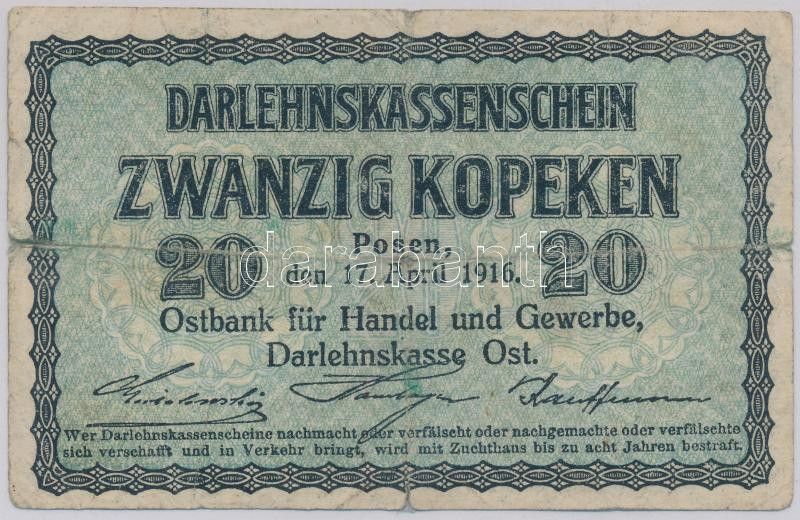 DARLEHNSKASSENSCHEIN
ZWANZIG KOPEKEN
20 Posen, 20
den 17. April 1916.
Ostbank für Handel und Gewerbe,
Darlehnskasse Ost.
Kauffmann
Wer Darlehnskassenscheine nachmacht oder verfälscht oder nachgemachte oder verfälschte
sich verschafft und in Verkehr bringt, wird mit Zuchthaus bis zu acht Jahren bestraft.
darabanth